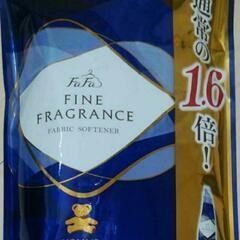 FaFa
FINE
FRAGRANCE
FABRIC SOFTENER
通常の
1.6
倍!